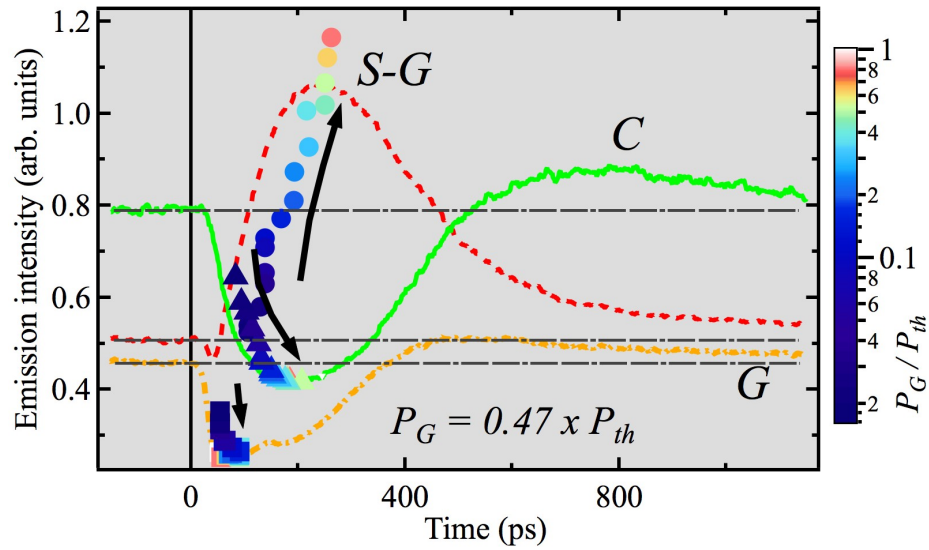 1.2
1.0
0.8
0.6
0.4
Emission intensity (arb. units)
S-G
C
G
P_G = 0.47 x P_th
0
400
800
Time (ps)
1
8
6
4
2
0.1
8
6
4
2
P_G / P_th